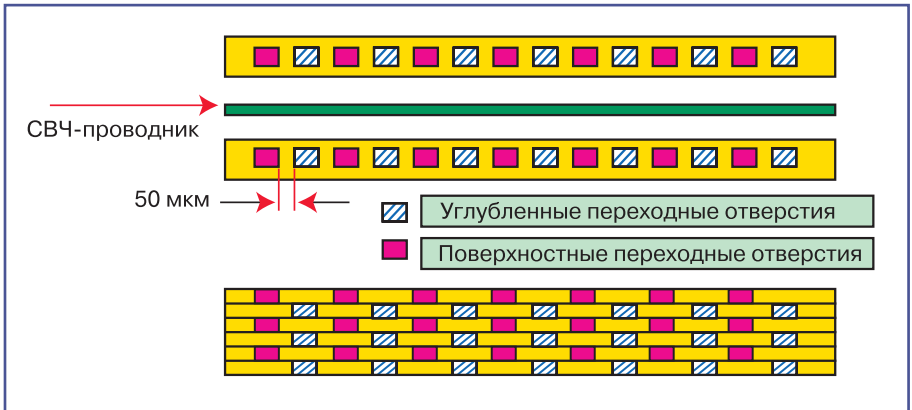 СВЧ-проводник
50 мкм
Углубленные переходные отверстия
Поверхностные переходные отверстия